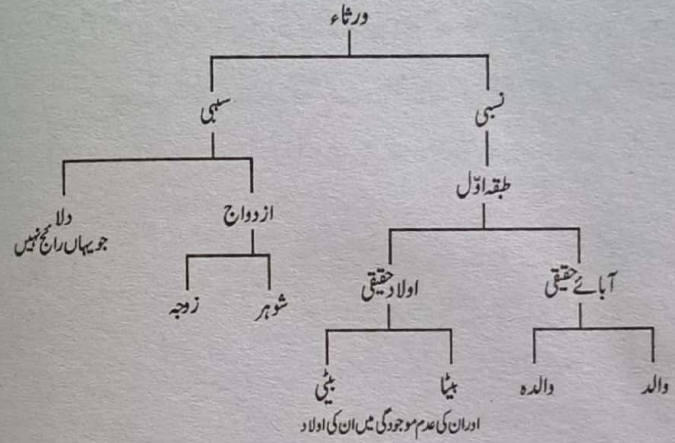 ورثاء
نسبی
سببی
طبقہ اوّل
ازدواج
دلا
جو یہاں رائج نہیں
آبائے حقیقی
اولاد حقیقی
شوہر
زوجہ
والد
والدہ
بیٹا
بیٹی
اور ان کی عدم موجودگی میں ان کی اولاد